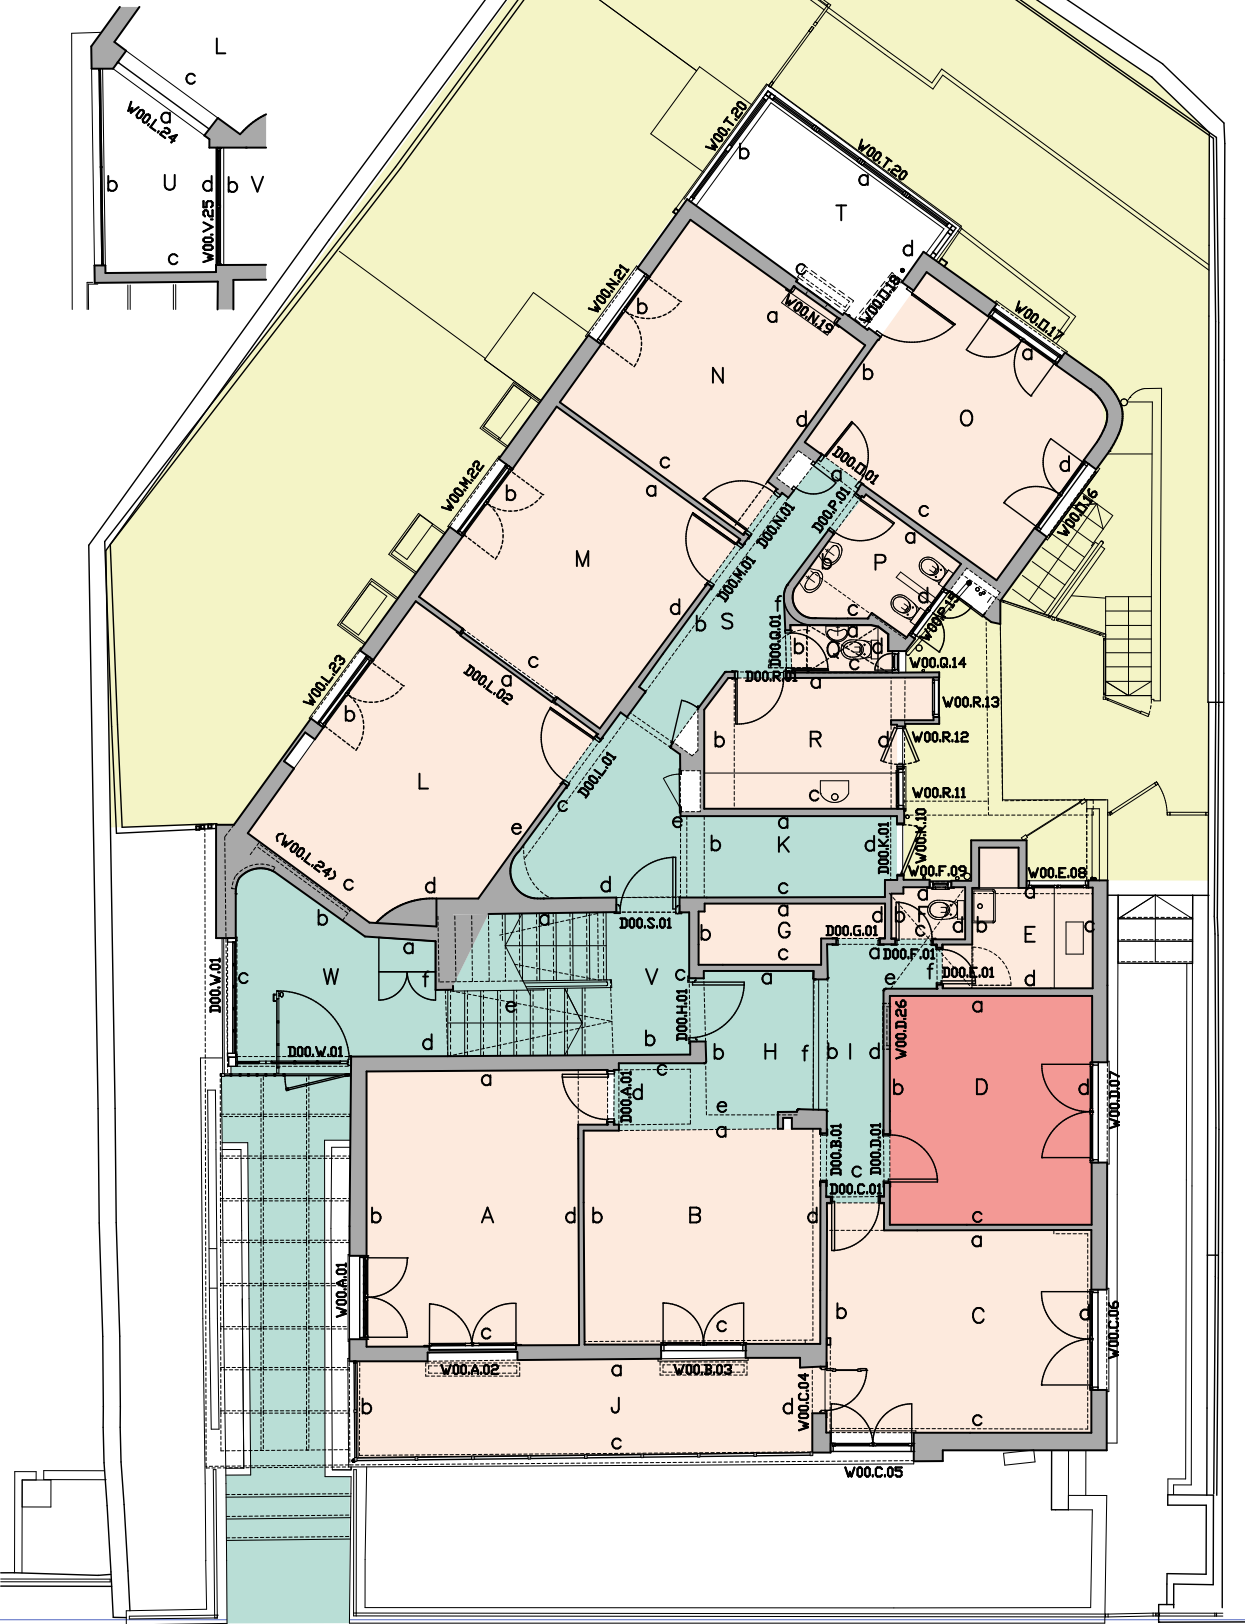 L
c
a
W00.L.24
b U d b V
W00.V.25
c
W00.T.20
b
W00.T.20
a
T
d
c
W00.N.21
b
W00.N.19
a
W00.Π.18
W00.Π.17
a
N
b
O
d
c
d
D00.Π.01
a
c
W00.Π.16
W00.M.22
b
a
M
c
D00.N.01
D00.P.01
D00.M.01
a
b P
d
c
W00.P.15
d
b S
f
D00.Q.01
a
b Q d
c
W00.Q.14
D00.R.01
a
W00.R.13
b R d
W00.R.12
c
W00.R.11
W00.L.23
b
a
D00.L.02
L
D00.L.01
c
e
(W00.L.24)
c
d
e
a
b K d
c
D00.K.01
W00.K.10
d
W00.F.09
W00.E.08
b
a
a
D00.S.01
a
b G d
c
D00.G.01
a
b F d
c
D00.F.01
a
b E c
d
D00.E.01
D00.W.01
c W f
d
D00.W.01
e
V c
b
D00.H.01
a
b H f
e
a
e
f
b I d
c
W00.D.26
a
b D d
c
W00.D.07
a
b A d
c
D00.A.01
c
d
a
b B d
c
D00.B.01
D00.D.01
D00.C.01
W00.A.01
W00.A.02
W00.B.03
a
b C d
c
W00.C.06
a
b J d
c
W00.C.04
W00.C.05